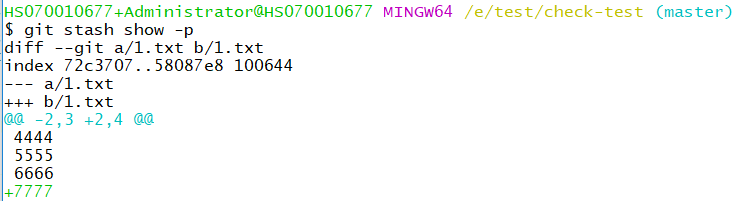 HS070010677+Administrator@HS070010677 MINGW64 /e/test/check-test (master)
$ git stash show -p
diff --git a/1.txt b/1.txt
index 72c3707..58087e8 100644
--- a/1.txt
+++ b/1.txt
@@ -2,3 +2,4 @@
 4444
 5555
 6666
+7777